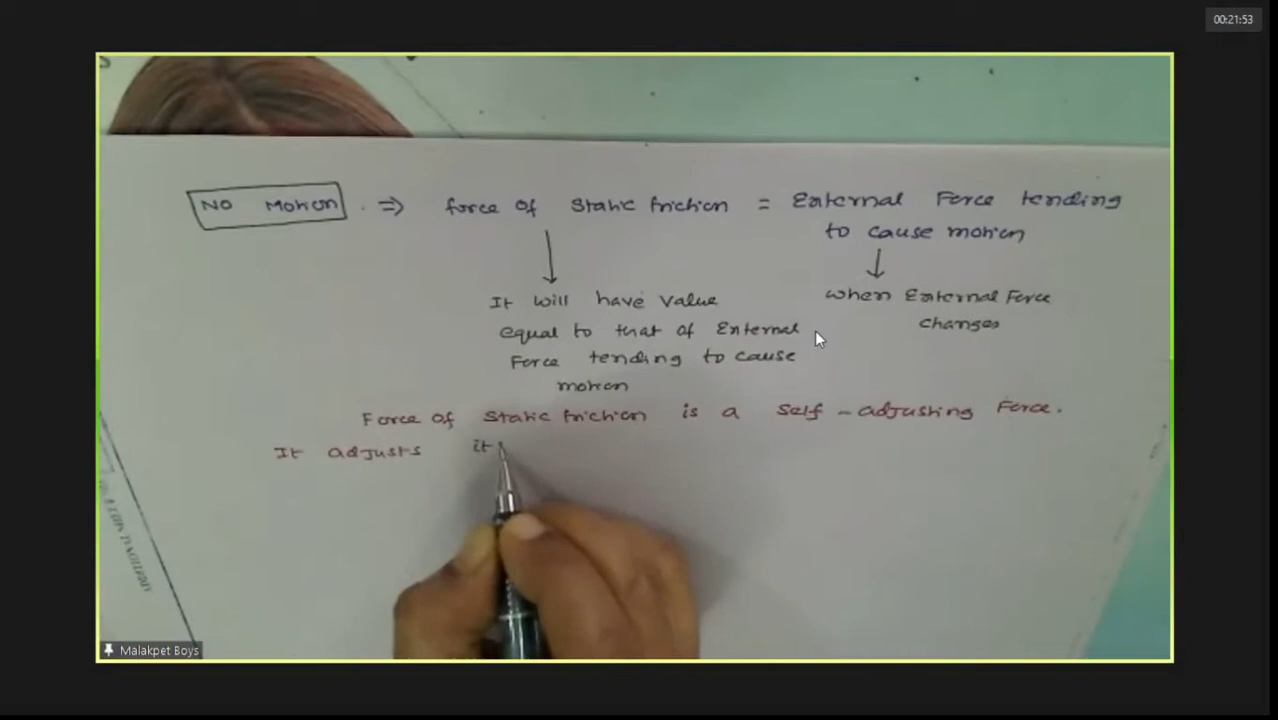 00:21:53
NO Motion ⇒ force of Static friction = External Force tending
to cause motion
It will have value
equal to that of External
Force tending to cause
motion
when External Force
changes
Force of Static friction is a Self-adjusting Force.
It adjusts it
Malakpet Boys